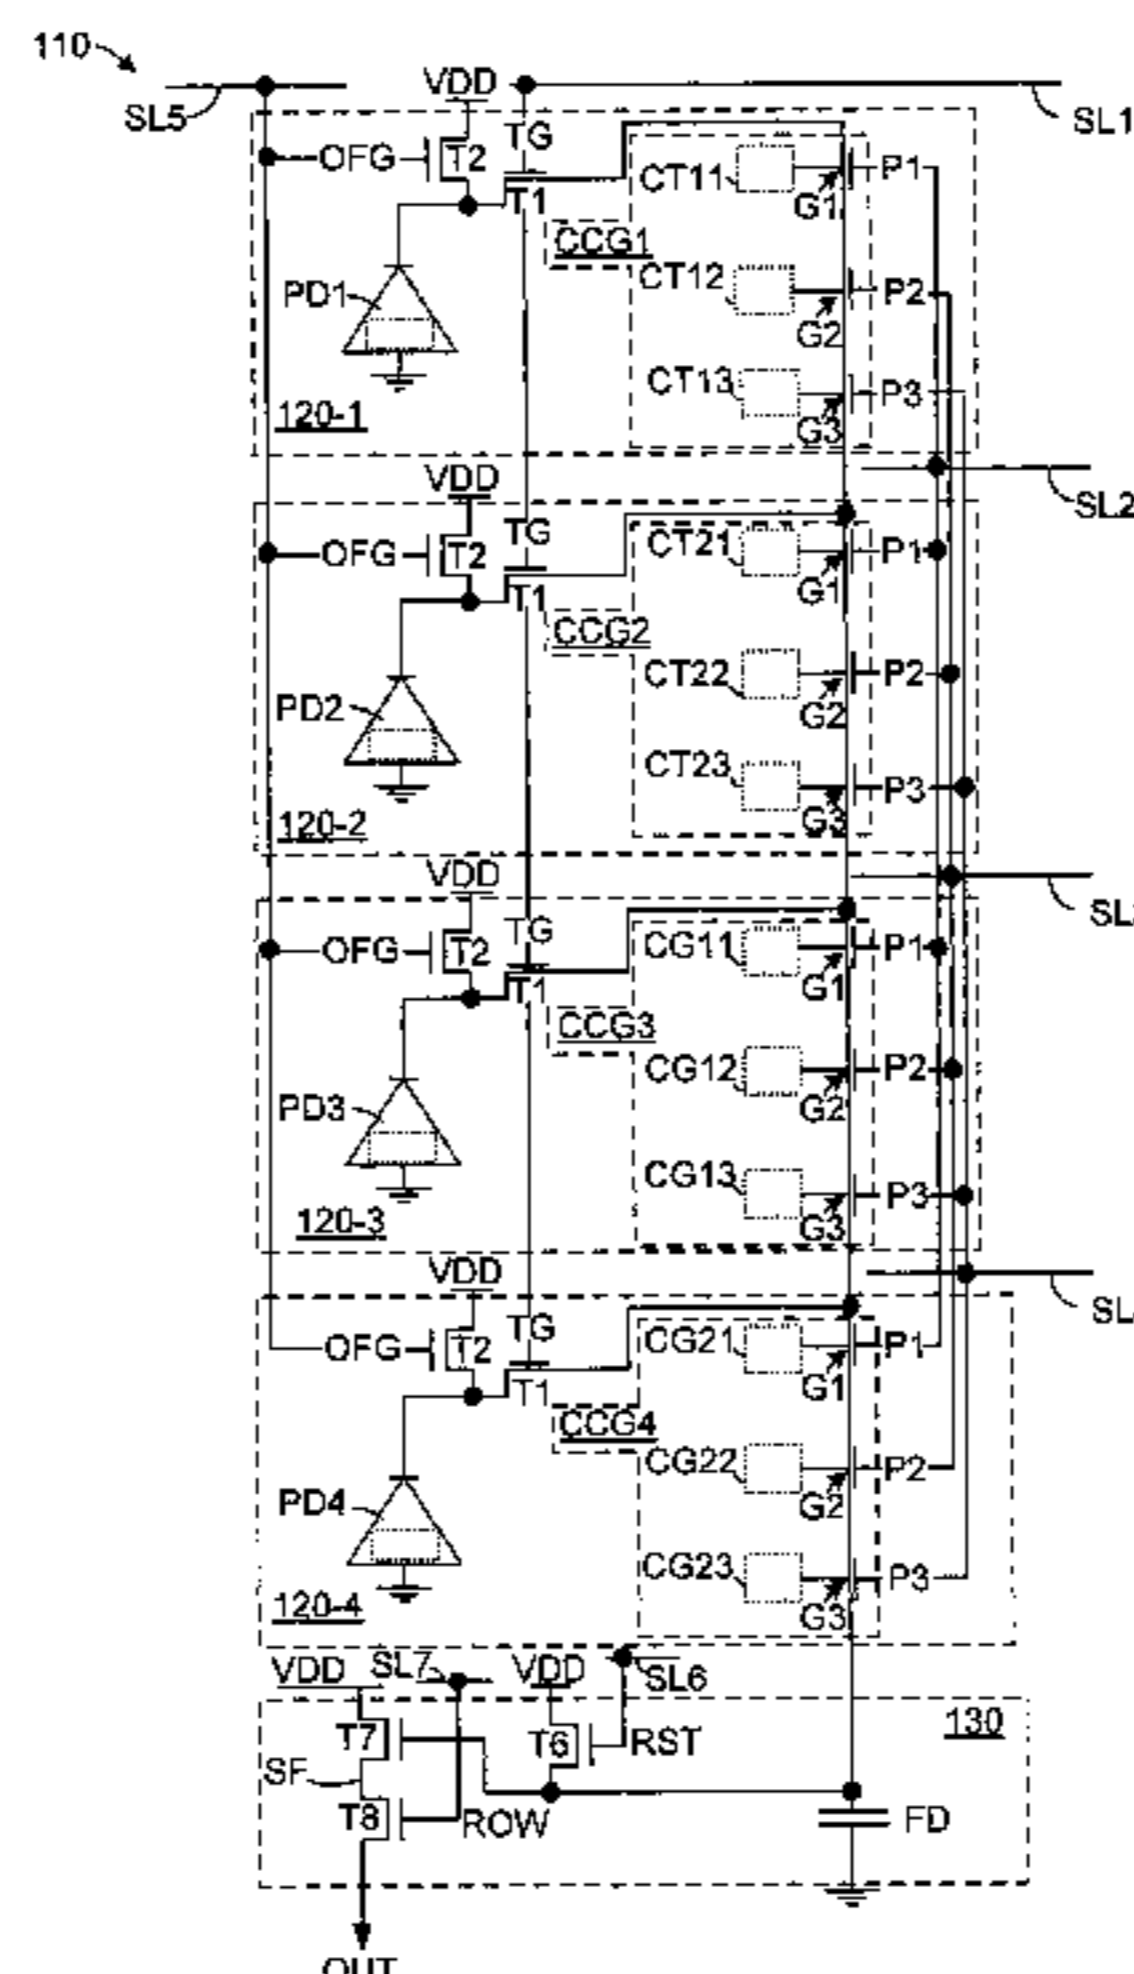 110
SL5
VDD
SL1
TG
OFG
T2
T1
CT11
P1
G1
CCG1
PD1
CT12
P2
G2
CT13
P3
G3
120-1
SL2
VDD
TG
OFG
T2
T1
CT21
P1
G1
CCG2
PD2
CT22
P2
G2
CT23
P3
G3
120-2
VDD
SL
TG
OFG
T2
T1
CG11
P1
G1
CCG3
PD3
CG12
P2
G2
CG13
P3
G3
120-3
VDD
SL
TG
OFG
T2
T1
CG21
P1
G1
CCG4
PD4
CG22
P2
G2
CG23
P3
G3
120-4
VDD
SL7
VDD
SL6
130
T7
T6
RST
SF
T8
ROW
FD
OUT